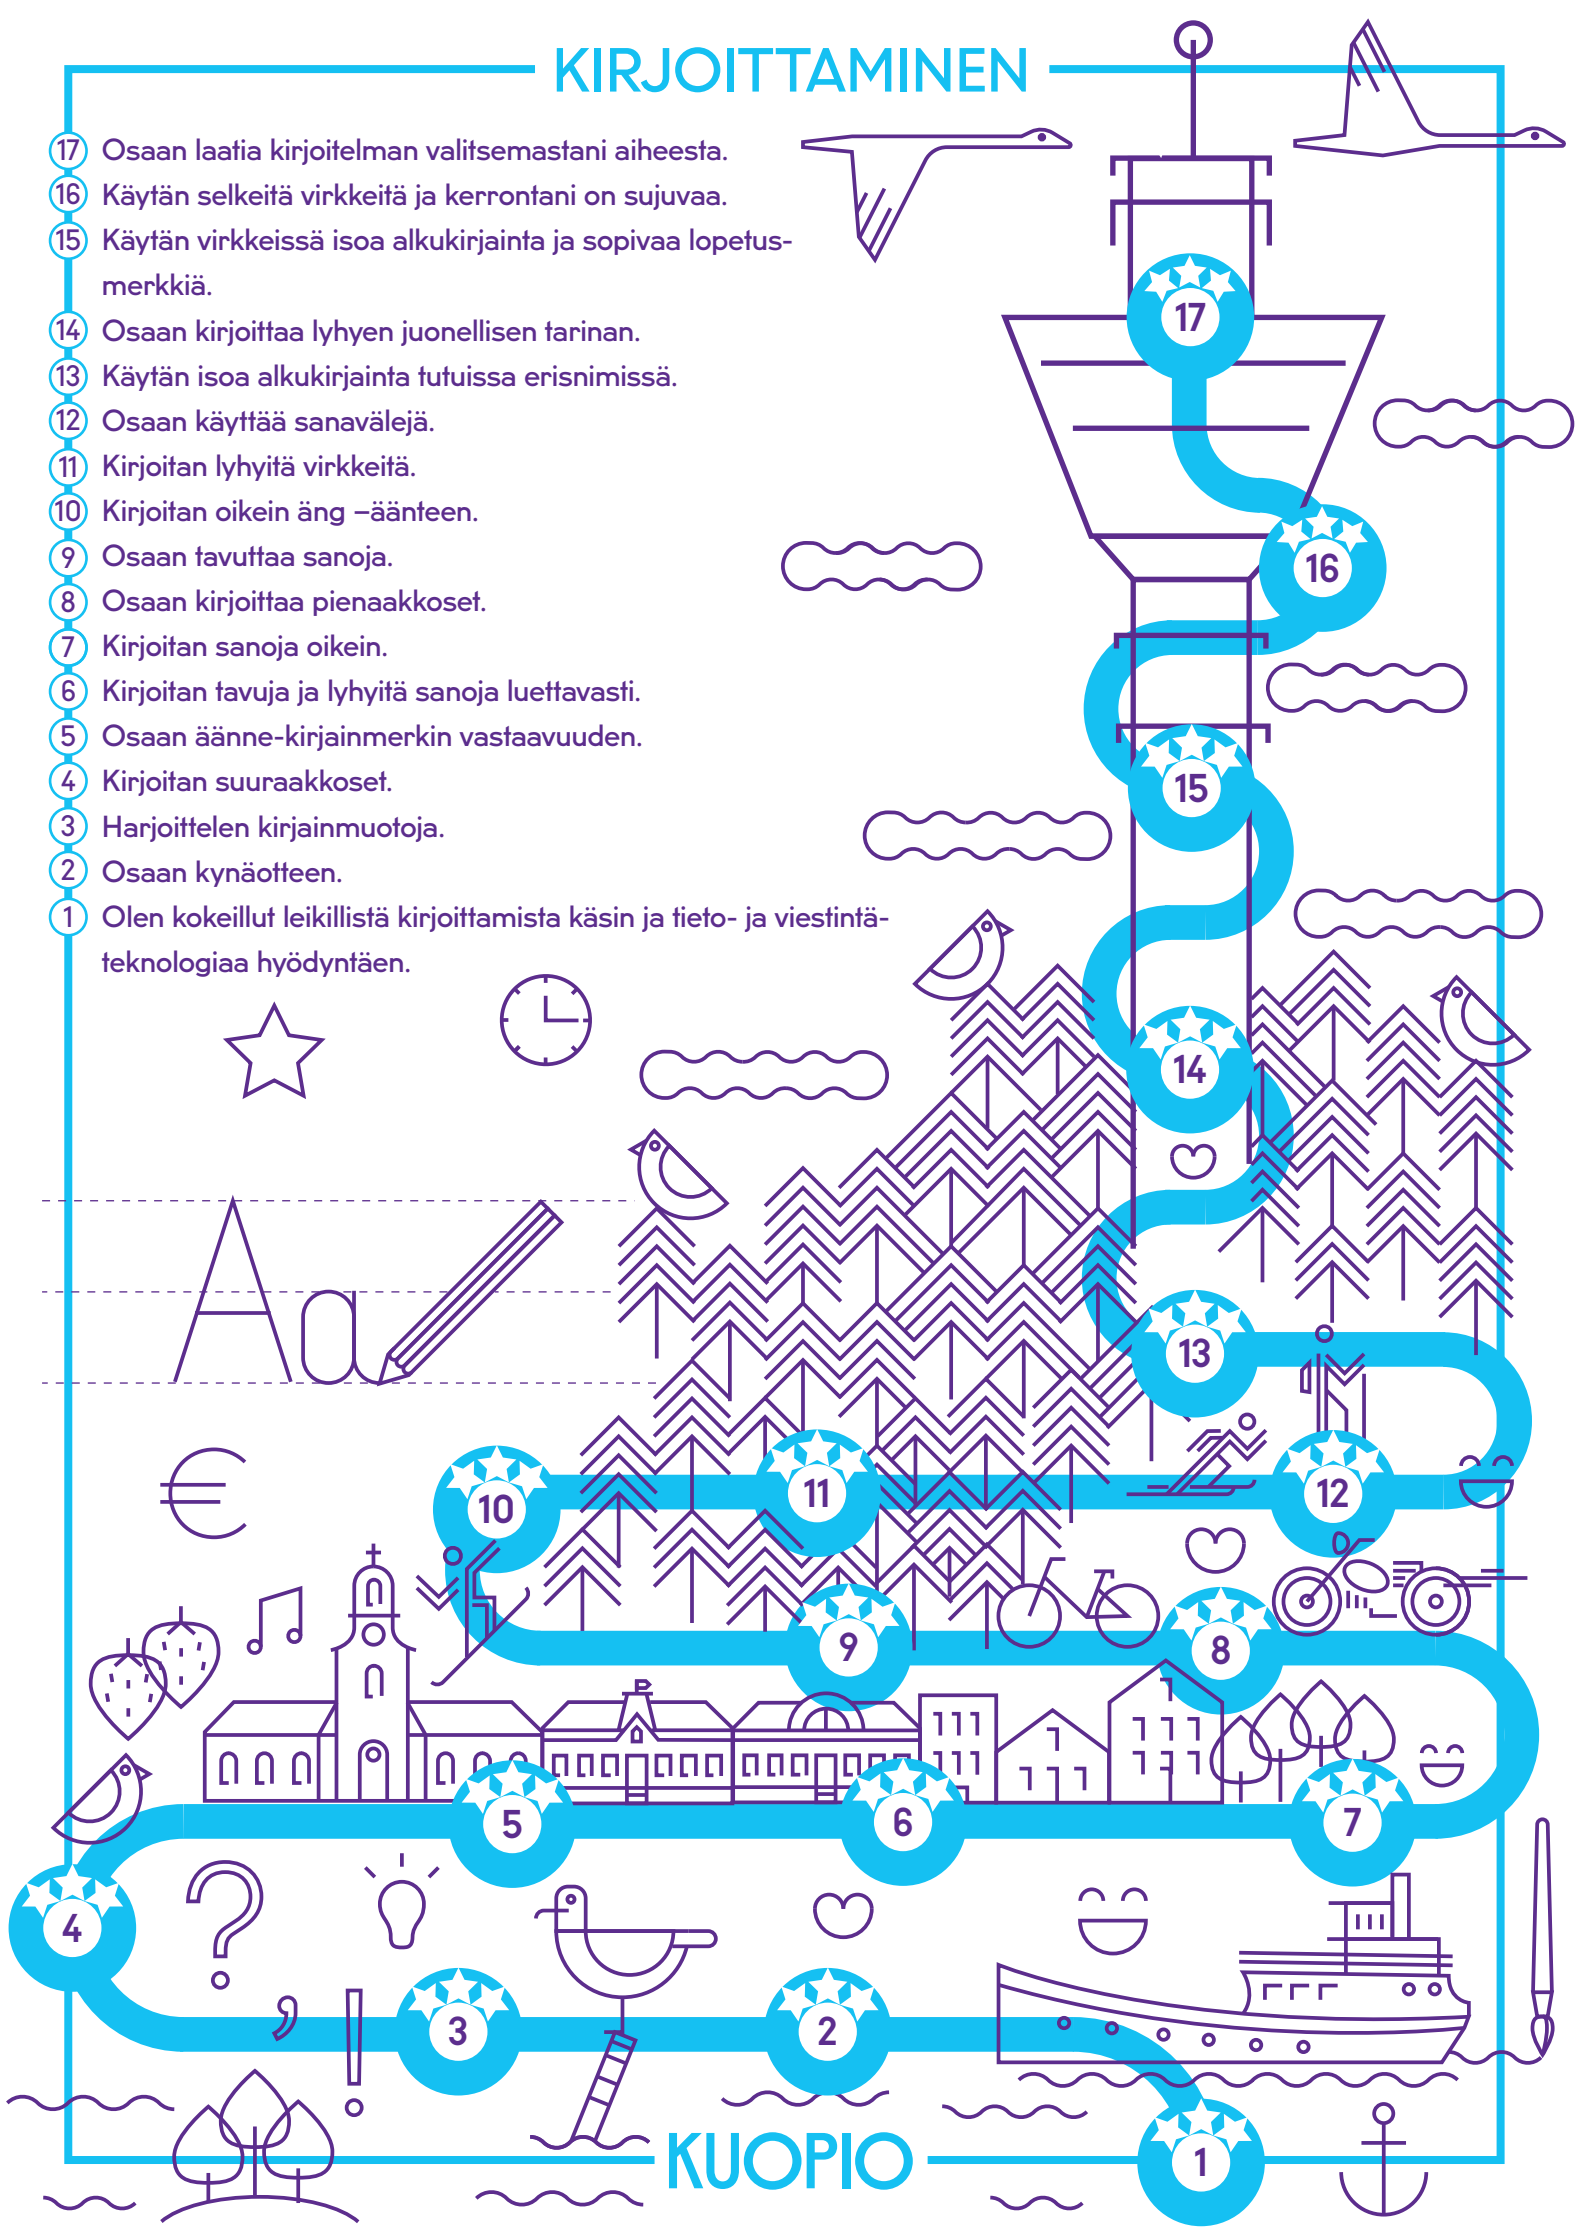 KIRJOITTAMINEN
17 Osaan laatia kirjoitelman valitsemastani aiheesta.
16 Käytän selkeitä virkkeitä ja kerrontani on sujuvaa.
15 Käytän virkkeissä isoa alkukirjainta ja sopivaa lopetus-
merkkiä.
14 Osaan kirjoittaa lyhyen juonellisen tarinan.
13 Käytän isoa alkukirjainta tutuissa erisnimissä.
12 Osaan käyttää sanavälejä.
11 Kirjoitan lyhyitä virkkeitä.
10 Kirjoitan oikein äng –äänteen.
9 Osaan tavuttaa sanoja.
8 Osaan kirjoittaa pienaakkoset.
7 Kirjoitan sanoja oikein.
6 Kirjoitan tavuja ja lyhyitä sanoja luettavasti.
5 Osaan äänne-kirjainmerkin vastaavuuden.
4 Kirjoitan suuraakkoset.
3 Harjoittelen kirjainmuotoja.
2 Osaan kynäotteen.
1 Olen kokeillut leikillistä kirjoittamista käsin ja tieto- ja viestintä-
teknologiaa hyödyntäen.
17
16
15
14
Aa
13
€
10
11
12
9
8
5
6
7
4
?
, !
3
2
1
KUOPIO